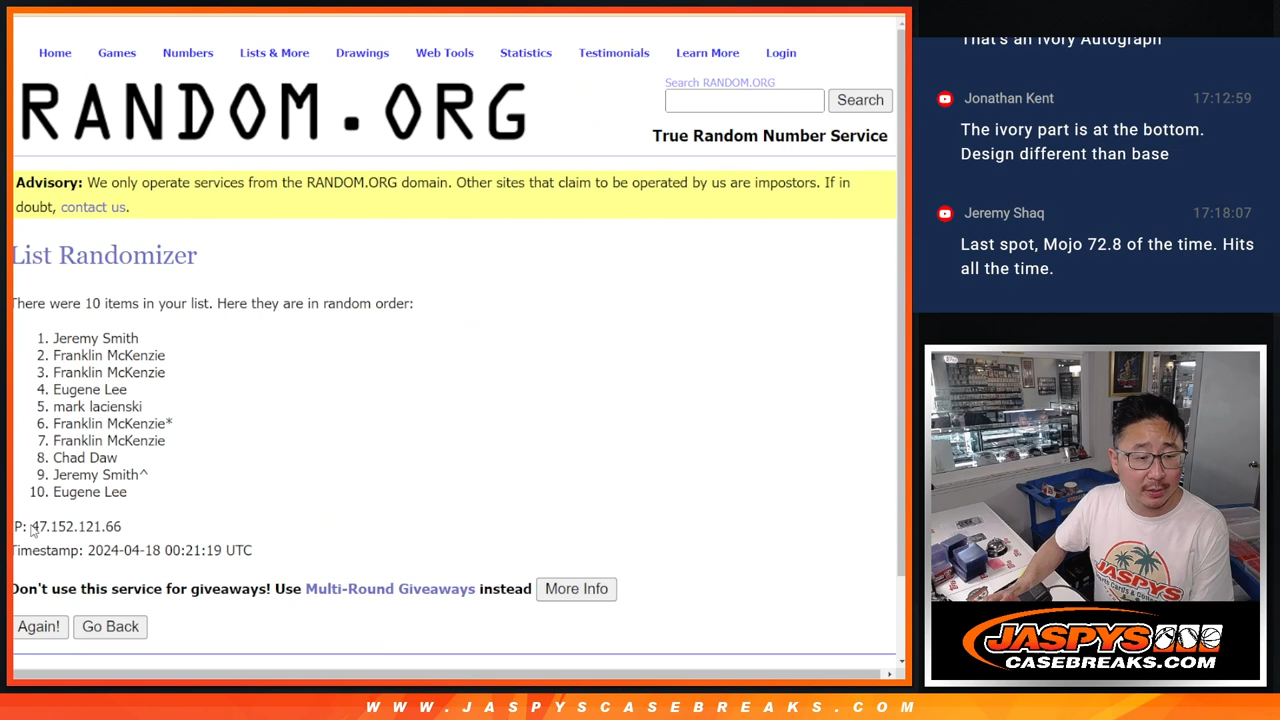 Home Games Numbers Lists & More Drawings Web Tools Statistics Testimonials Learn More Login
RANDOM.ORG
Search RANDOM.ORG
Search
True Random Number Service
Advisory: We only operate services from the RANDOM.ORG domain. Other sites that claim to be operated by us are impostors. If in
doubt, contact us.
List Randomizer
There were 10 items in your list. Here they are in random order:
1. Jeremy Smith
2. Franklin McKenzie
3. Franklin McKenzie
4. Eugene Lee
5. mark lacienski
6. Franklin McKenzie*
7. Franklin McKenzie
8. Chad Daw
9. Jeremy Smith^
10. Eugene Lee
IP: 47.152.121.66
Timestamp: 2024-04-18 00:21:19 UTC
Don't use this service for giveaways! Use Multi-Round Giveaways instead More Info
Again! Go Back
That's an Ivory Autograph
Jonathan Kent 17:12:59
The ivory part is at the bottom.
Design different than base
Jeremy Shaq 17:18:07
Last spot, Mojo 72.8 of the time. Hits
all the time.
JASPYS
JASPYS
CASEBREAKS.COM
WWW.JASPYSCASEBREAKS.COM